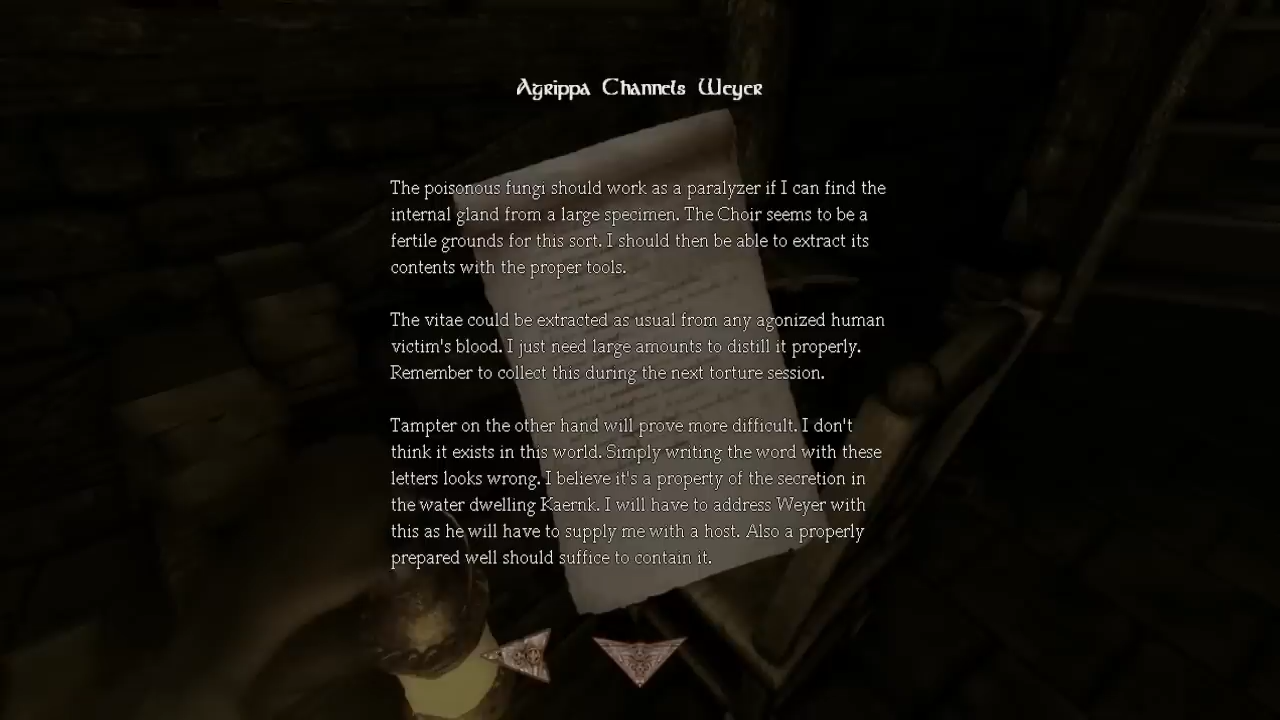 Agrippa Channels Weyer
The poisonous fungi should work as a paralyzer if I can find the
internal gland from a large specimen. The Choir seems to be a
fertile grounds for this sort. I should then be able to extract its
contents with the proper tools.
The vitae could be extracted as usual from any agonized human
victim's blood. I just need large amounts to distill it properly.
Remember to collect this during the next torture session.
Tampter on the other hand will prove more difficult. I don't
think it exists in this world. Simply writing the word with these
letters looks wrong. I believe it's a property of the secretion in
the water dwelling Kaernk. I will have to address Weyer with
this as he will have to supply me with a host. Also a properly
prepared well should suffice to contain it.